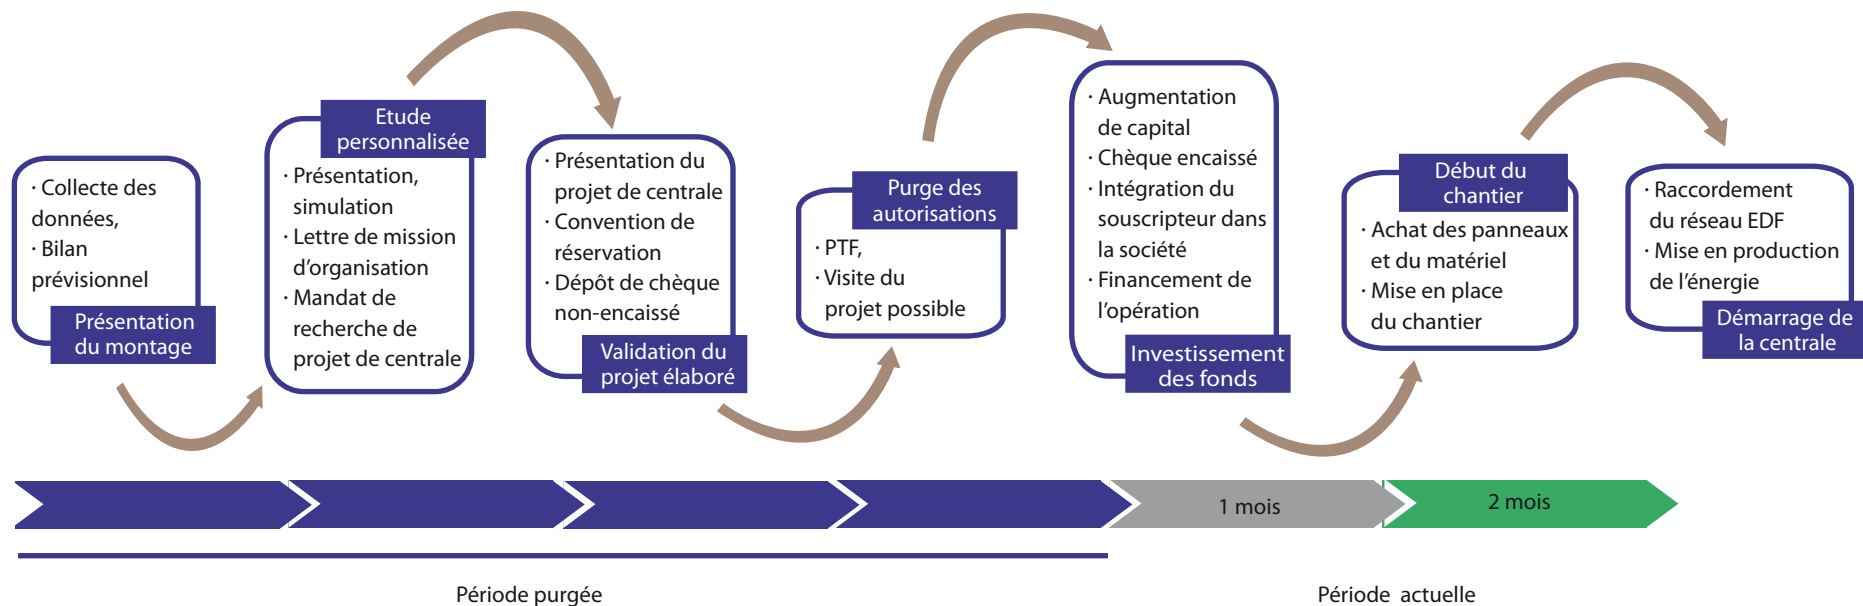 · Collecte des
données,
· Bilan
prévisionnel
Présentation
du montage
Etude
personnalisée
· Présentation,
simulation
· Lettre de mission
d'organisation
· Mandat de
recherche de
projet de centrale
· Présentation du
projet de centrale
· Convention de
réservation
· Dépôt de chèque
non-encaissé
Validation du
projet élaboré
Purge des
autorisations
· PTF,
· Visite du
projet possible
· Augmentation
de capital
· Chèque encaissé
· Intégration du
souscripteur dans
la société
· Financement de
l'opération
Investissement
des fonds
Début du
chantier
· Achat des panneaux
et du matériel
· Mise en place
du chantier
· Raccordement
du réseau EDF
· Mise en production
de l'énergie
Démarrage de
la centrale
1 mois
2 mois
Période purgée
Période actuelle